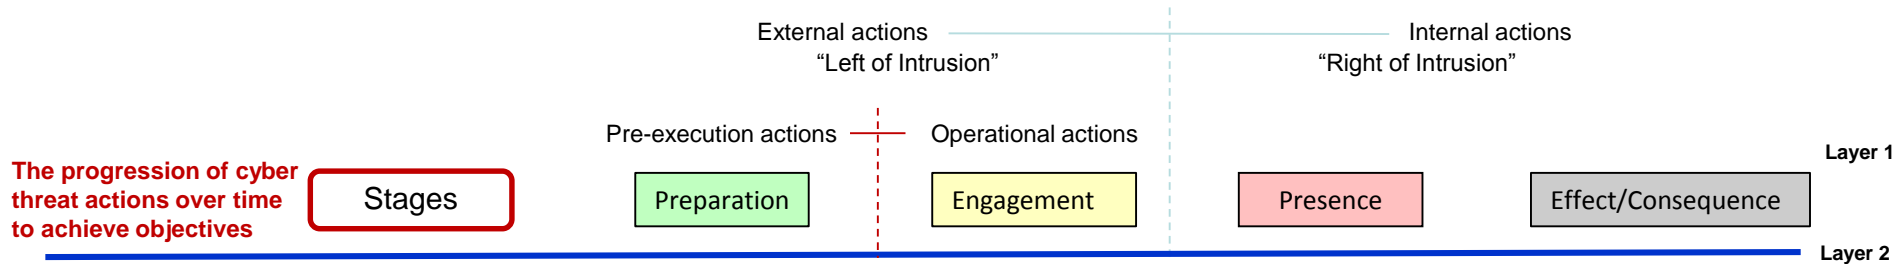 External actions
Internal actions
“Left of Intrusion”
“Right of Intrusion”
Pre-execution actions
Operational actions
Layer 1
The progression of cyber
threat actions over time
to achieve objectives
Stages
Preparation
Engagement
Presence
Effect/Consequence
Layer 2